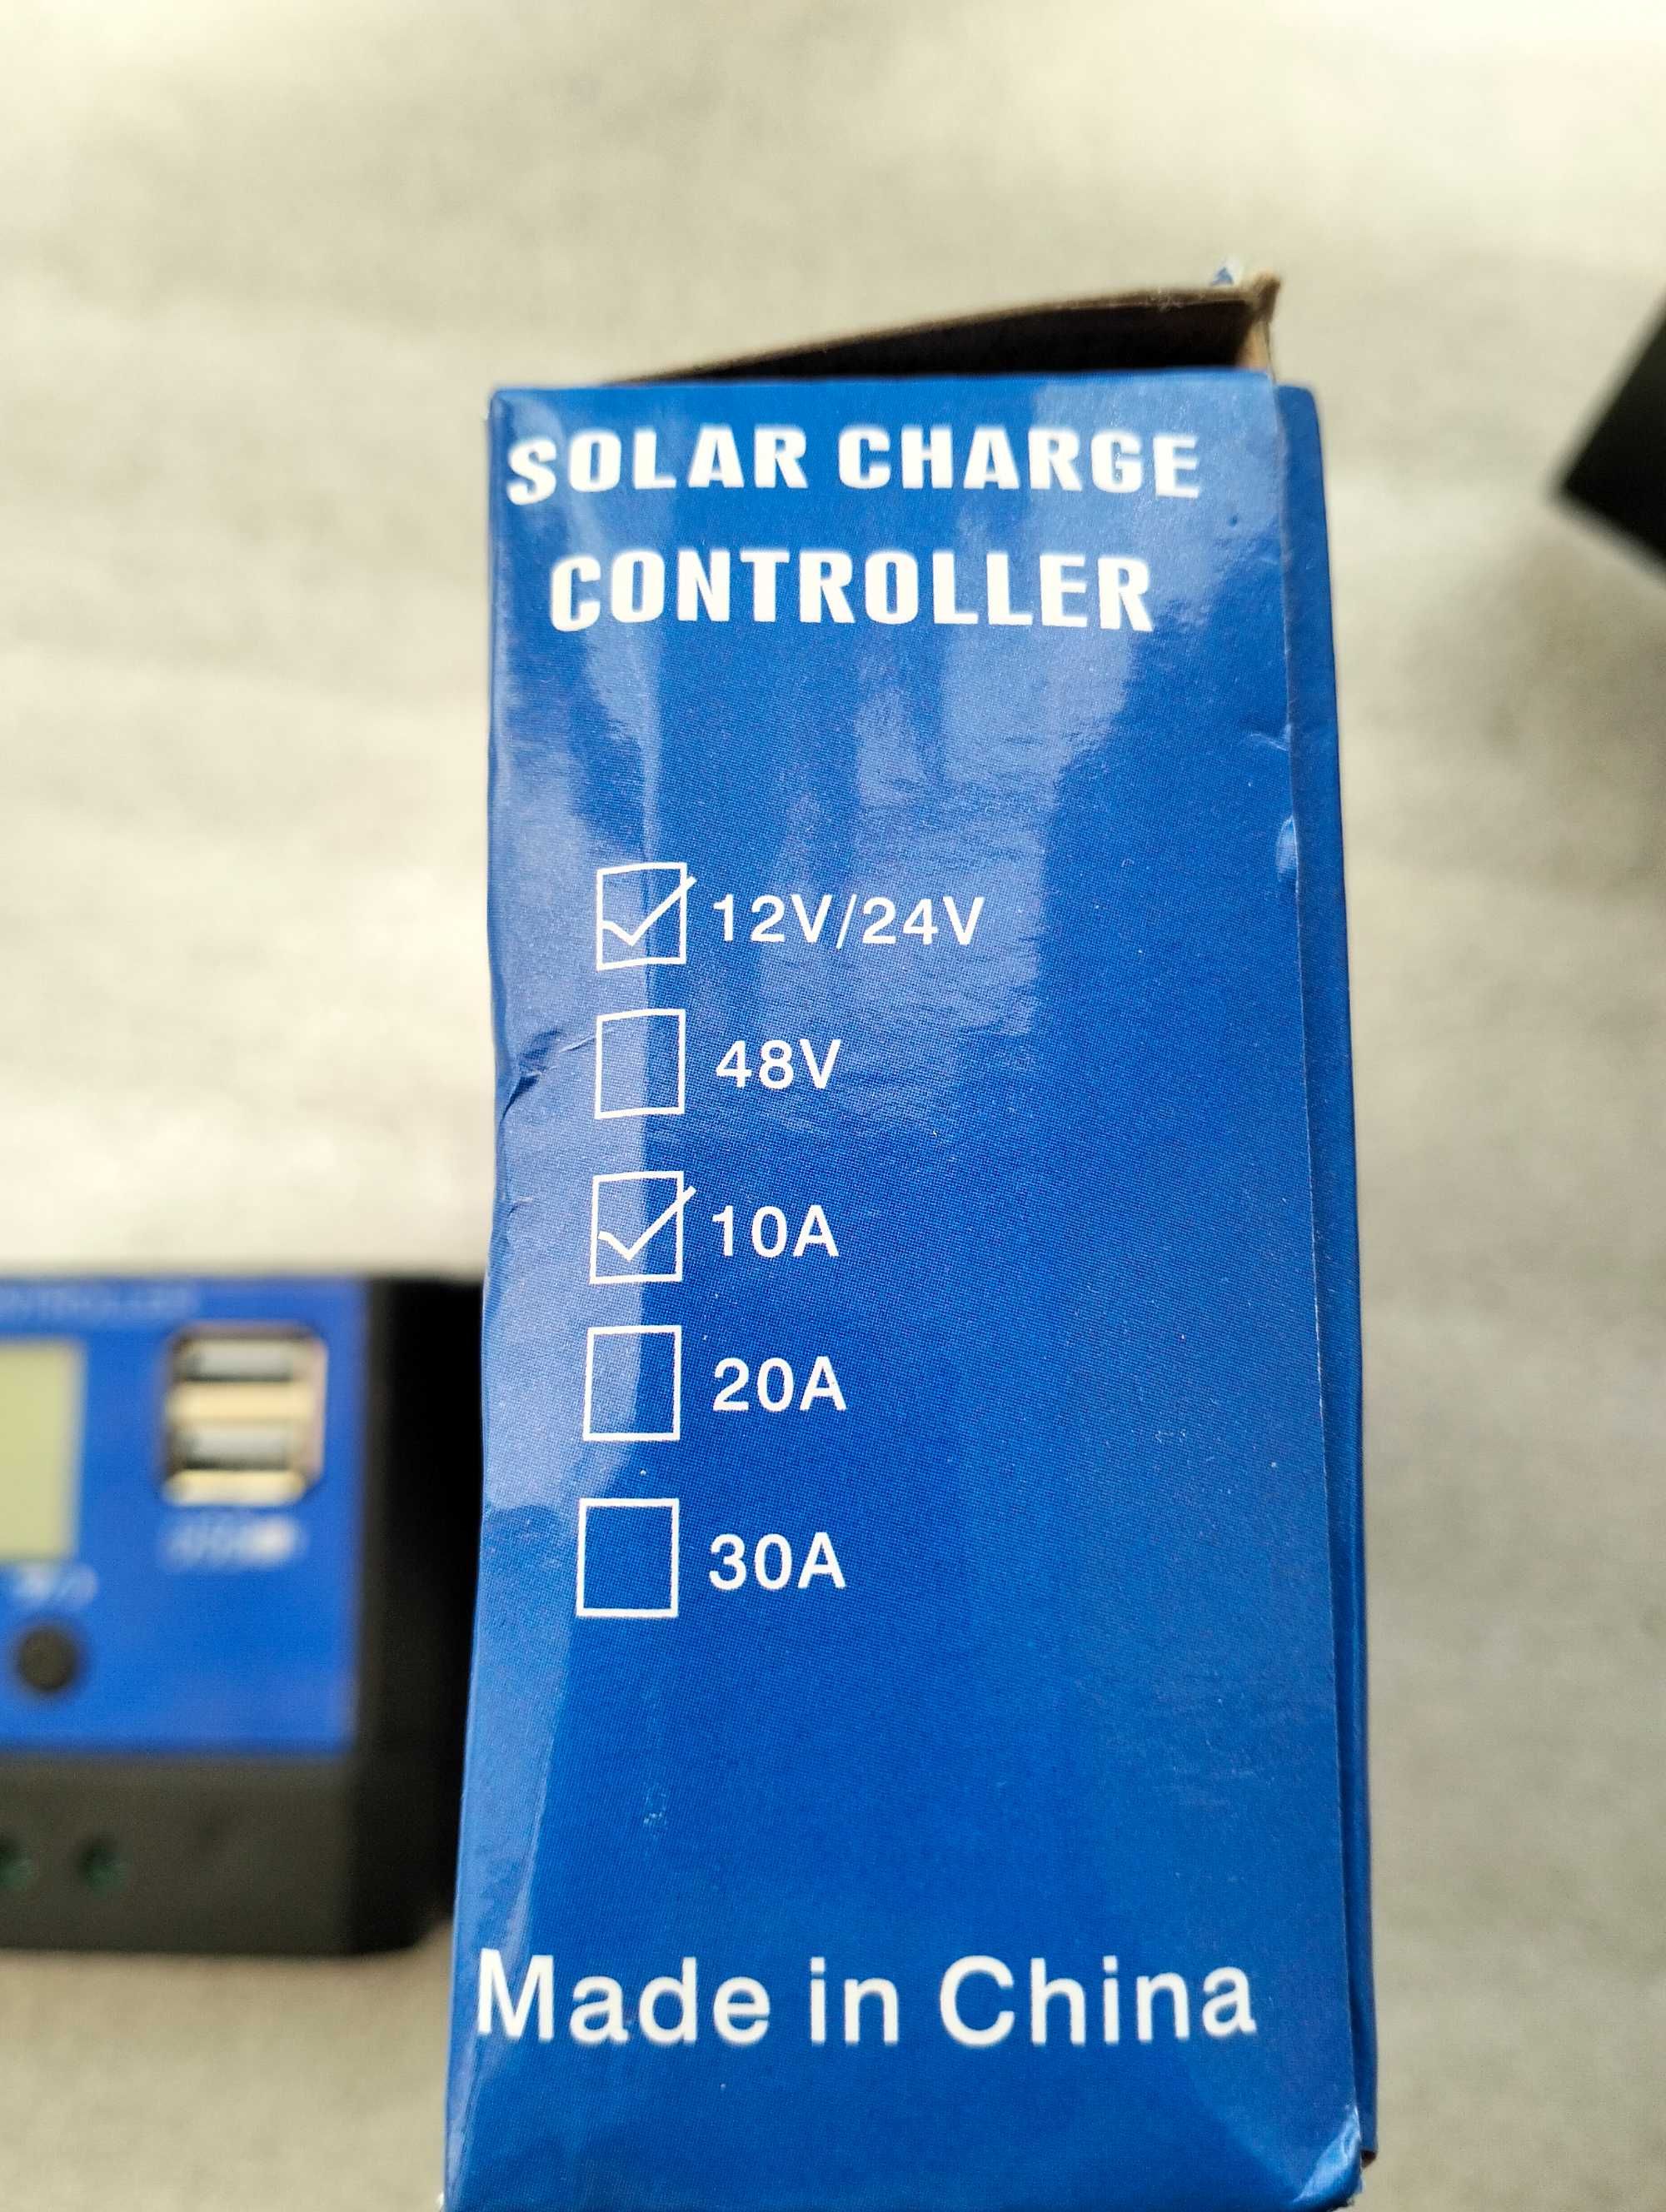 SOLAR CHARGE
CONTROLLER
12V/24V
48V
10A
20A
30A
Made in China